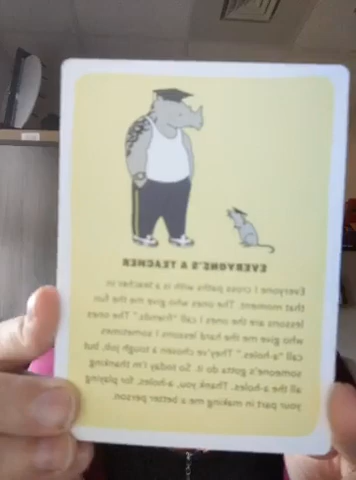 EVERYONE'S A TEACHER
Everyone I cross paths with is a teacher in
that moment. The ones who give me the fun
lessons are the ones I call "friends." The ones
who give me the hard lessons I sometimes
call "a-holes." They've chosen a tough job, but
someone's gotta do it. So today I'm thanking
all the a-holes. Thank you, a-holes, for playing
your part in making me a better person.